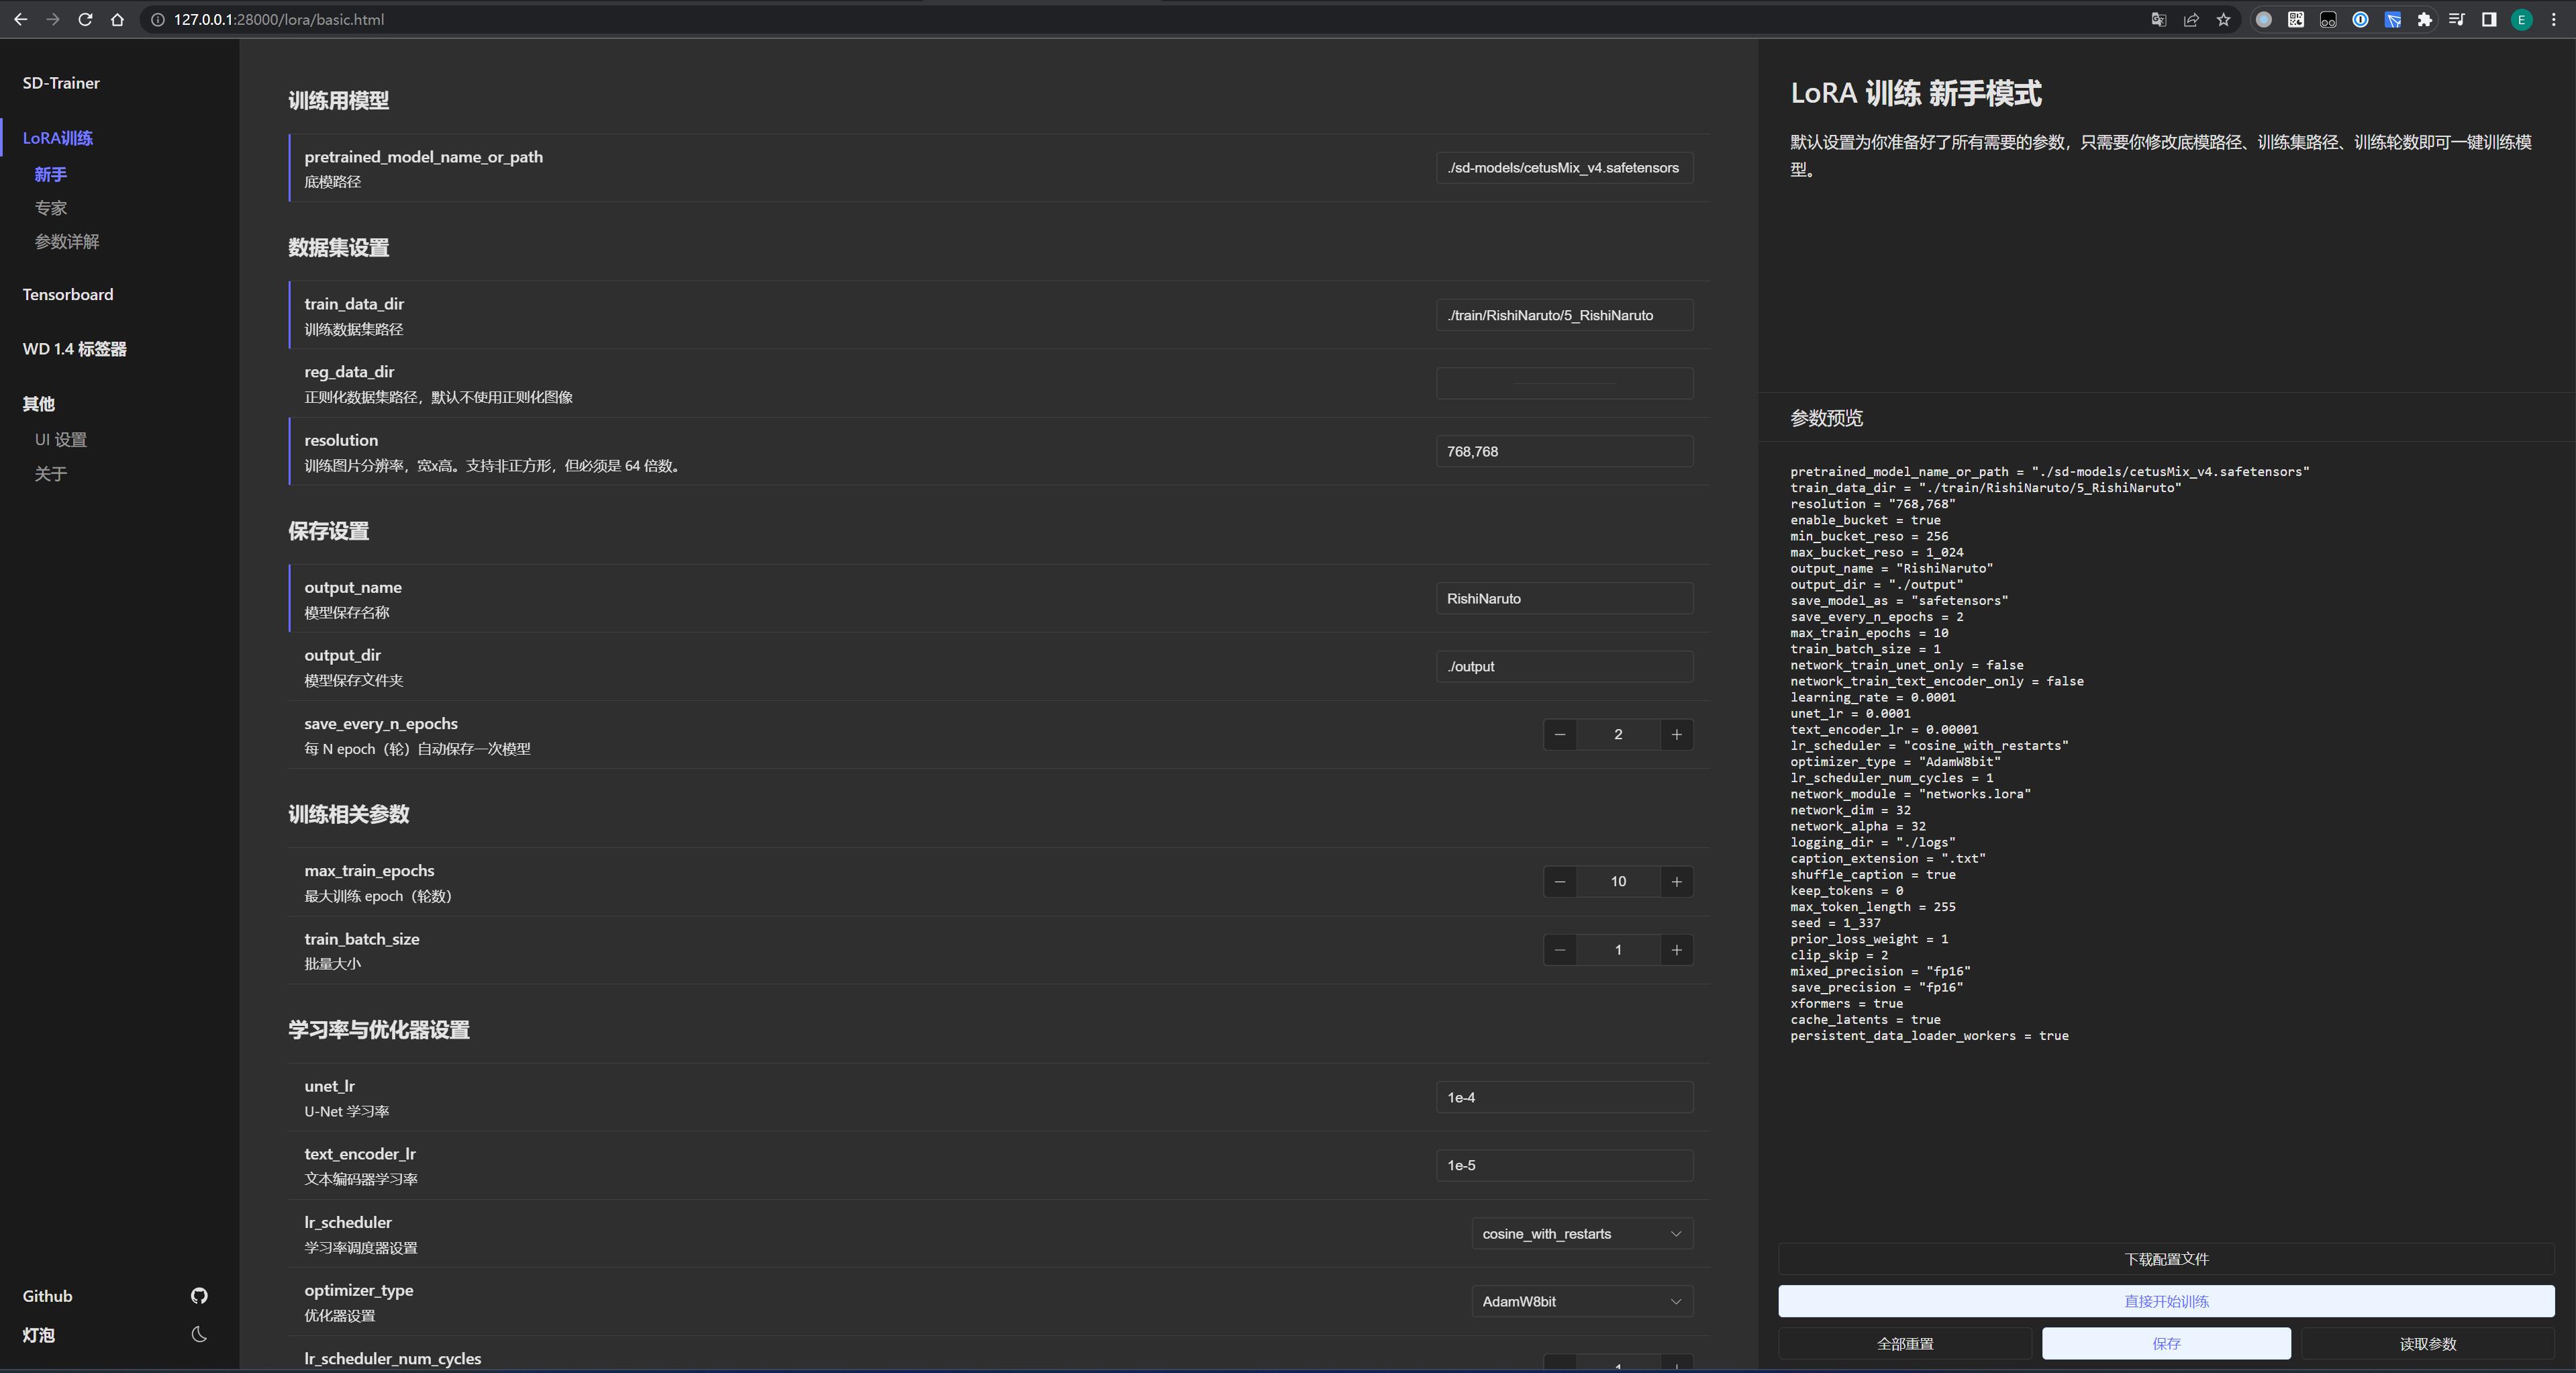 127.0.0.1:28000/lora/basic.html
E
SD-Trainer
LoRA训练
新手
专家
参数详解
Tensorboard
WD 1.4 标签器
其他
UI 设置
关于
Github
灯泡
训练用模型
pretrained_model_name_or_path
底模路径
./sd-models/cetusMix_v4.safetensors
数据集设置
train_data_dir
训练数据集路径
./train/RishiNaruto/5_RishiNaruto
reg_data_dir
正则化数据集路径，默认不使用正则化图像
resolution
训练图片分辨率，宽x高。支持非正方形，但必须是 64 倍数。
768,768
保存设置
output_name
模型保存名称
RishiNaruto
output_dir
模型保存文件夹
./output
save_every_n_epochs
每 N epoch（轮）自动保存一次模型
2
训练相关参数
max_train_epochs
最大训练 epoch（轮数）
10
train_batch_size
批量大小
1
学习率与优化器设置
unet_lr
U-Net 学习率
1e-4
text_encoder_lr
文本编码器学习率
1e-5
lr_scheduler
学习率调度器设置
cosine_with_restarts
optimizer_type
优化器设置
AdamW8bit
lr_scheduler_num_cycles
1
LoRA 训练 新手模式
默认设置为你准备好了所有需要的参数，只需要你修改底模路径、训练集路径、训练轮数即可一键训练模
型。
参数预览
pretrained_model_name_or_path = "./sd-models/cetusMix_v4.safetensors"
train_data_dir = "./train/RishiNaruto/5_RishiNaruto"
resolution = "768,768"
enable_bucket = true
min_bucket_reso = 256
max_bucket_reso = 1_024
output_name = "RishiNaruto"
output_dir = "./output"
save_model_as = "safetensors"
save_every_n_epochs = 2
max_train_epochs = 10
train_batch_size = 1
network_train_unet_only = false
network_train_text_encoder_only = false
learning_rate = 0.0001
unet_lr = 0.0001
text_encoder_lr = 0.00001
lr_scheduler = "cosine_with_restarts"
optimizer_type = "AdamW8bit"
lr_scheduler_num_cycles = 1
network_module = "networks.lora"
network_dim = 32
network_alpha = 32
logging_dir = "./logs"
caption_extension = ".txt"
shuffle_caption = true
keep_tokens = 0
max_token_length = 255
seed = 1_337
prior_loss_weight = 1
clip_skip = 2
mixed_precision = "fp16"
save_precision = "fp16"
xformers = true
cache_latents = true
persistent_data_loader_workers = true
下载配置文件
直接开始训练
全部重置
保存
读取参数